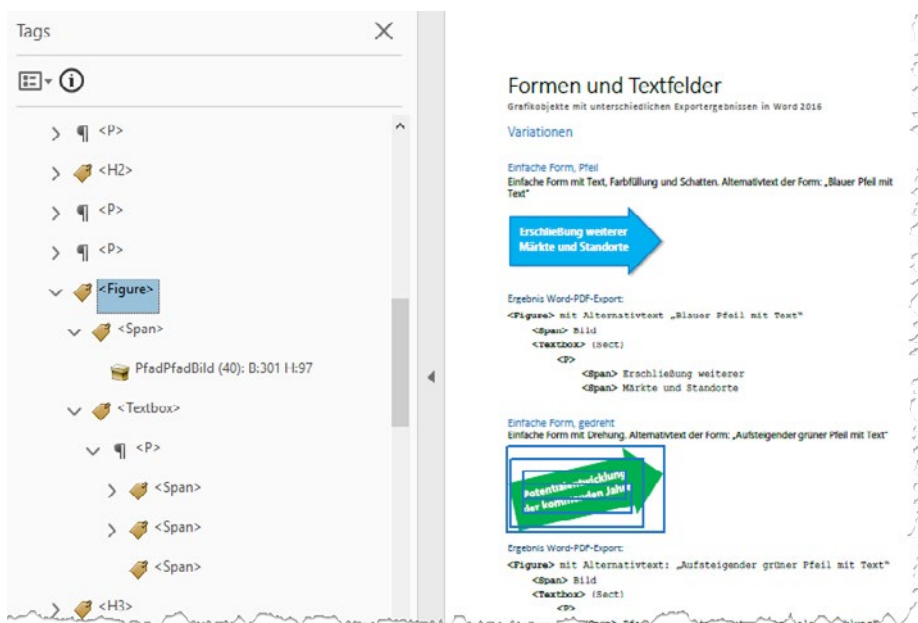 Tags
<P>
<H2>
<P>
<P>
<Figure>
<Span>
PfadPfadBild (40): B:301 H:97
<Textbox>
<P>
<Span>
<Span>
<Span>
<H3>
Formen und Textfelder
Grafikobjekte mit unterschiedlichen Exportergebnissen in Word 2016
Variationen
Einfache Form, Pfeil
Einfache Form mit Text, Farbfüllung und Schatten. Alternativtext der Form: „Blauer Pfeil mit
Text“
Erschließung weiterer
Märkte und Standorte
Ergebnis Word-PDF-Export:
<Figure> mit Alternativtext „Blauer Pfeil mit Text“
<Span> Bild
<Textbox> (Sect)
<P>
<Span> Erschließung weiterer
<Span> Märkte und Standorte
Einfache Form, gedreht
Einfache Form mit Drehung. Alternativtext der Form: „Aufsteigender grüner Pfeil mit Text“
Potentialentwicklung
der kommenden Jahre
Ergebnis Word-PDF-Export:
<Figure> mit Alternativtext: „Aufsteigender grüner Pfeil mit Text“
<Span> Bild
<Textbox> (Sect)
<P>